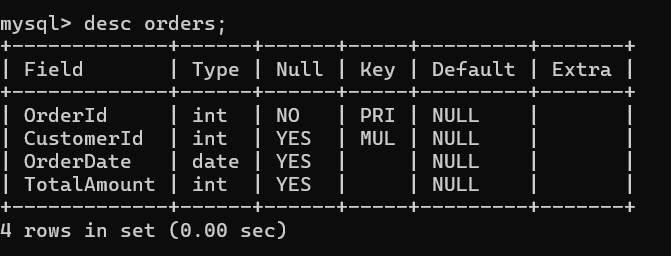 mysql> desc orders;
+-------------+------+------+-----+---------+-------+
| Field       | Type | Null | Key | Default | Extra |
+-------------+------+------+-----+---------+-------+
| OrderId     | int  | NO   | PRI | NULL    |       |
| CustomerId  | int  | YES  | MUL | NULL    |       |
| OrderDate   | date | YES  |     | NULL    |       |
| TotalAmount | int  | YES  |     | NULL    |       |
+-------------+------+------+-----+---------+-------+
4 rows in set (0.00 sec)